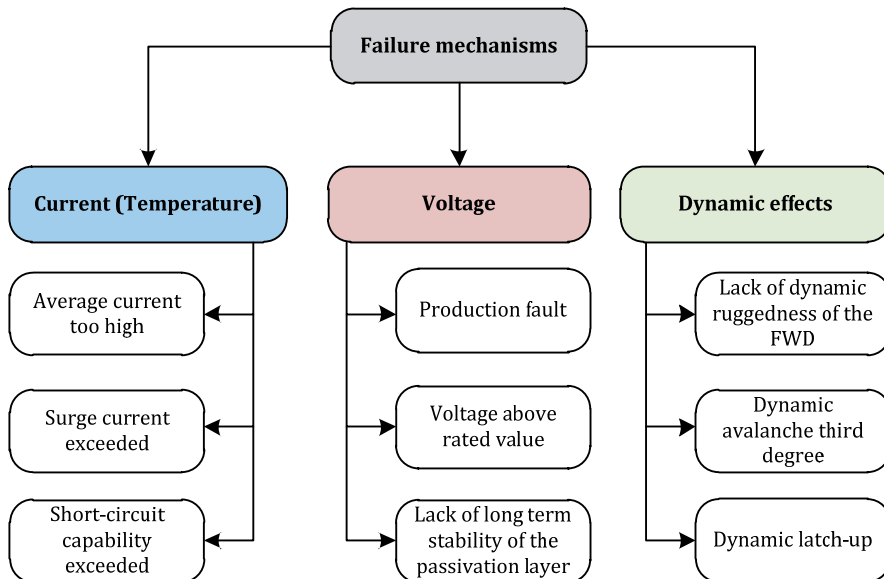 Failure mechanisms
Current (Temperature)
Average current
too high
Surge current
exceeded
Short-circuit
capability
exceeded
Voltage
Production fault
Voltage above
rated value
Lack of long term
stability of the
passivation layer
Dynamic effects
Lack of dynamic
ruggedness of the
FWD
Dynamic
avalanche third
degree
Dynamic latch-up